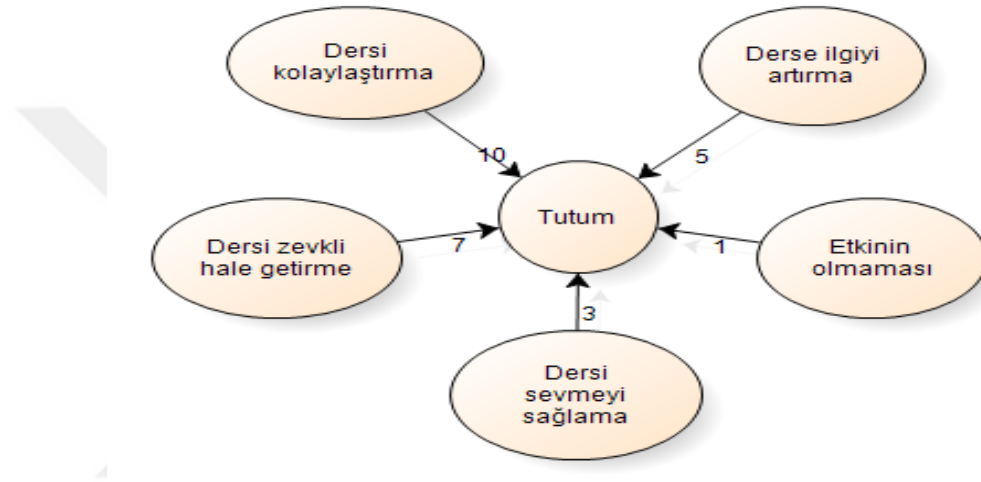 Dersi
kolaylaştırma
Derse ilgiyi
artırma
10
5
Tutum
Dersi zevkli
hale getirme
7
1
Etkinin
olmaması
3
Dersi
sevmeyi
sağlama